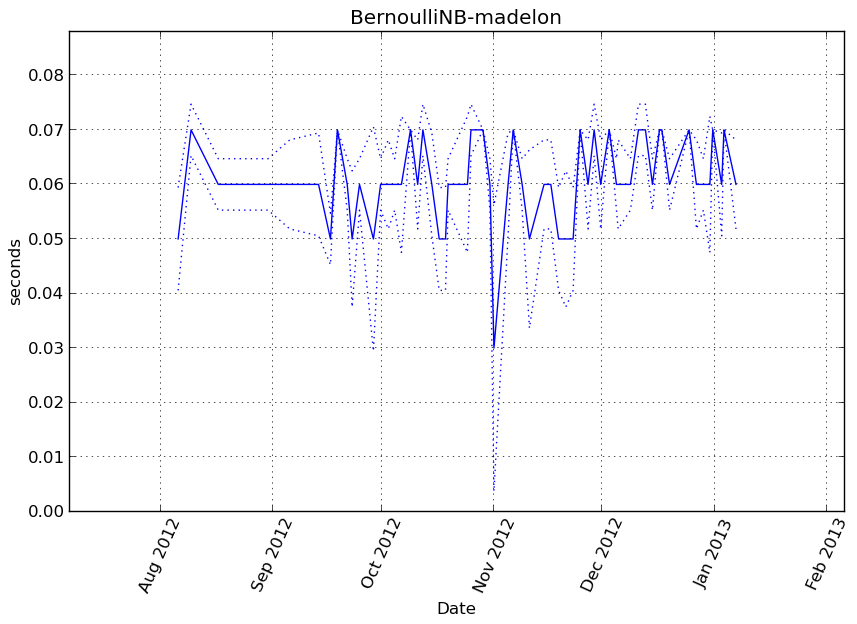 BernoulliNB-madelon
0.08
0.07
0.06
0.05
0.04
0.03
0.02
0.01
0.00
seconds
Aug 2012
Sep 2012
Oct 2012
Nov 2012
Dec 2012
Jan 2013
Feb 2013
Date